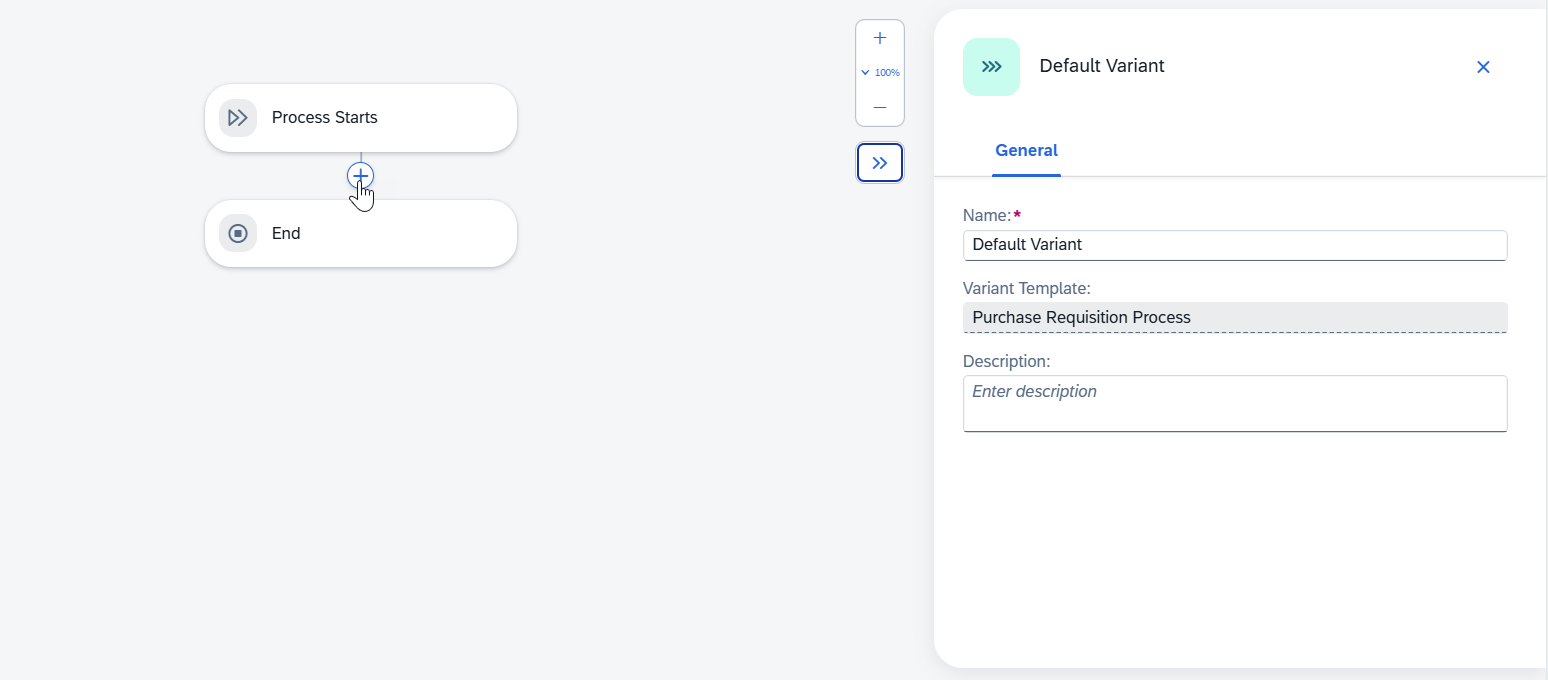 Process Starts
End
100%
Default Variant
General
Name:*
Default Variant
Variant Template:
Purchase Requisition Process
Description:
Enter description